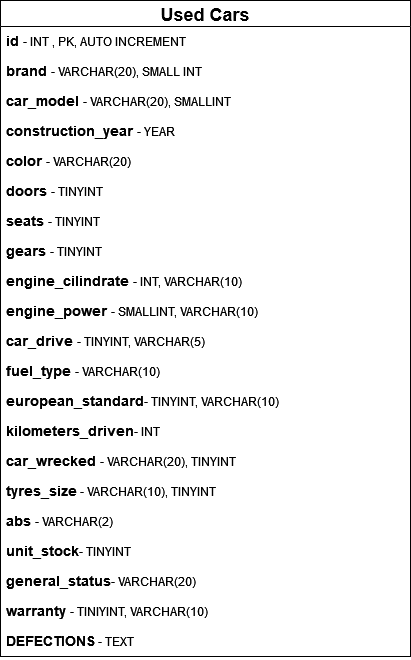 Used Cars
id - INT , PK, AUTO INCREMENT
brand - VARCHAR(20), SMALL INT
car_model - VARCHAR(20), SMALLINT
construction_year - YEAR
color - VARCHAR(20)
doors - TINYINT
seats - TINYINT
gears - TINYINT
engine_cilindrate - INT, VARCHAR(10)
engine_power - SMALLINT, VARCHAR(10)
car_drive - TINYINT, VARCHAR(5)
fuel_type - VARCHAR(10)
european_standard- TINYINT, VARCHAR(10)
kilometers_driven- INT
car_wrecked - VARCHAR(20), TINYINT
tyres_size - VARCHAR(10), TINYINT
abs - VARCHAR(2)
unit_stock- TINYINT
general_status- VARCHAR(20)
warranty - TINIYINT, VARCHAR(10)
DEFECTIONS - TEXT